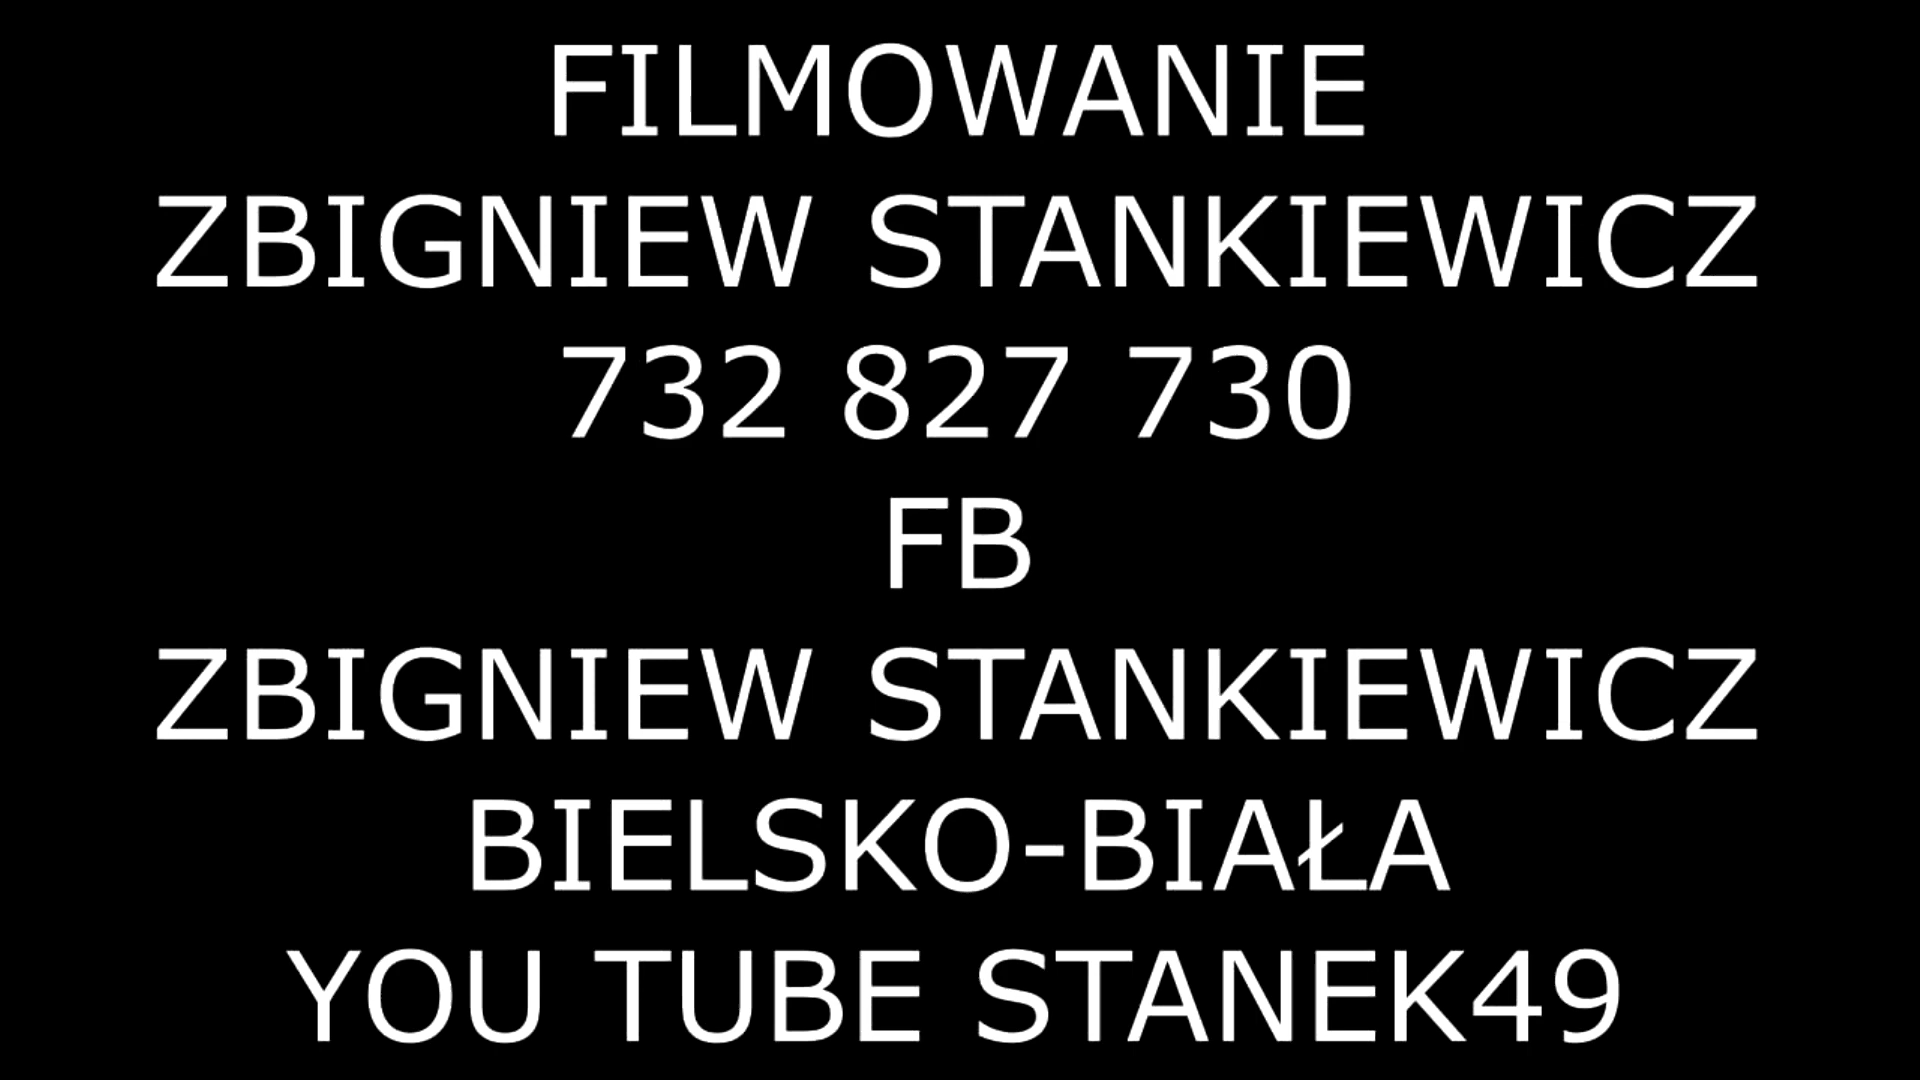 FILMOWANIE
ZBIGNIEW STANKIEWICZ
732 827 730
FB
ZBIGNIEW STANKIEWICZ
BIELSKO-BIAŁA
YOU TUBE STANEK49